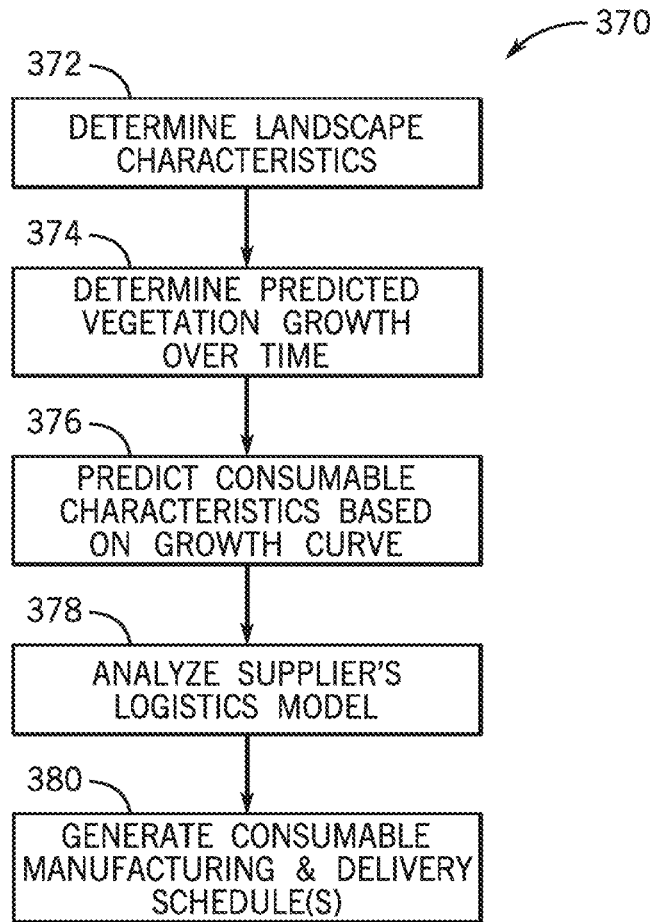 370
372
DETERMINE LANDSCAPE
CHARACTERISTICS
374
DETERMINE PREDICTED
VEGETATION GROWTH
OVER TIME
376
PREDICT CONSUMABLE
CHARACTERISTICS BASED
ON GROWTH CURVE
378
ANALYZE SUPPLIER'S
LOGISTICS MODEL
380
GENERATE CONSUMABLE
MANUFACTURING & DELIVERY
SCHEDULE(S)